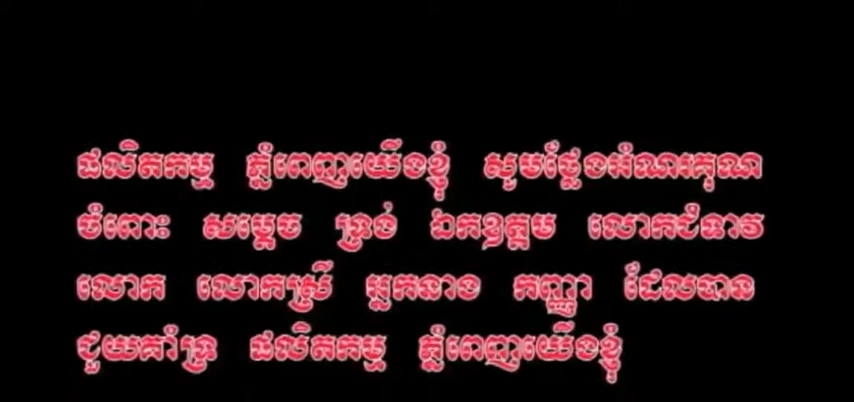 ផលិតកម្ម ភ្នំពេញយើងខ្ញុំ សូមថ្លែងអំណរគុណ
ចំពោះ សម្តេច ទ្រង់ ឯកឧត្តម លោកជំទាវ
លោក លោកស្រី អ្នកនាង កញ្ញា ដែលបាន
ជួយគាំទ្រ ផលិតកម្ម ភ្នំពេញយើងខ្ញុំ